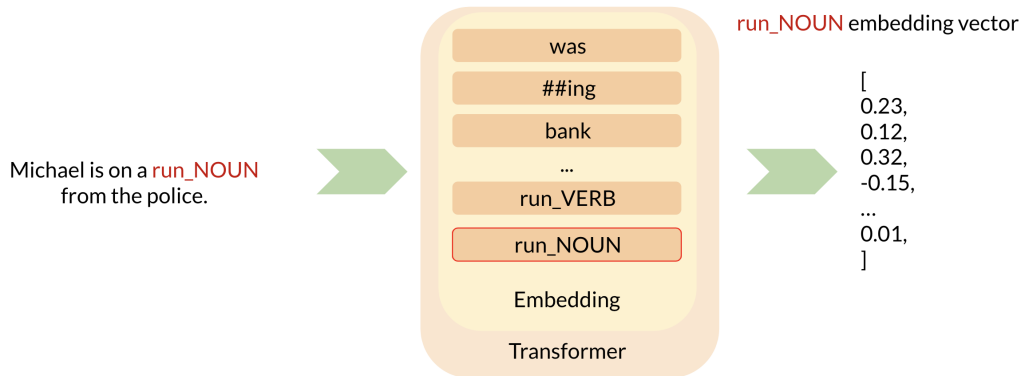 Michael is on a run_NOUN
from the police.
was
##ing
bank
...
run_VERB
run_NOUN
Embedding
Transformer
run_NOUN embedding vector
[
0.23,
0.12,
0.32,
-0.15,
...
0.01,
]